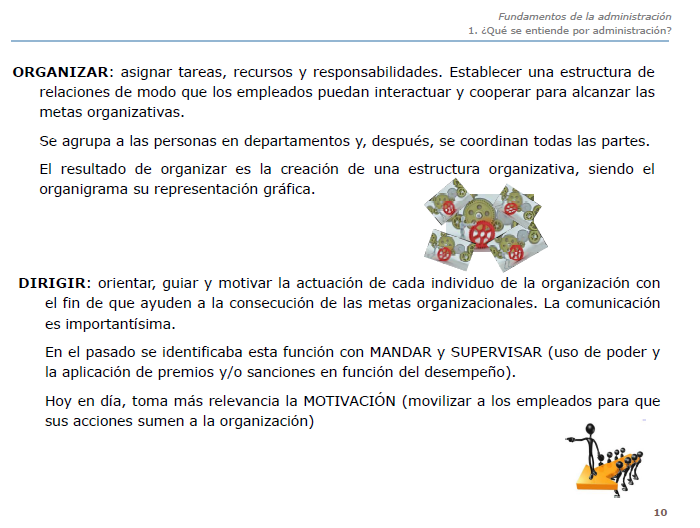 Fundamentos de la administración
1. ¿Qué se entiende por administración?
ORGANIZAR: asignar tareas, recursos y responsabilidades. Establecer una estructura de
relaciones de modo que los empleados puedan interactuar y cooperar para alcanzar las
metas organizativas.
Se agrupa a las personas en departamentos y, después, se coordinan todas las partes.
El resultado de organizar es la creación de una estructura organizativa, siendo el
organigrama su representación gráfica.
DIRIGIR: orientar, guiar y motivar la actuación de cada individuo de la organización con
el fin de que ayuden a la consecución de las metas organizacionales. La comunicación
es importantísima.
En el pasado se identificaba esta función con MANDAR y SUPERVISAR (uso de poder y
la aplicación de premios y/o sanciones en función del desempeño).
Hoy en día, toma más relevancia la MOTIVACIÓN (movilizar a los empleados para que
sus acciones sumen a la organización)
10